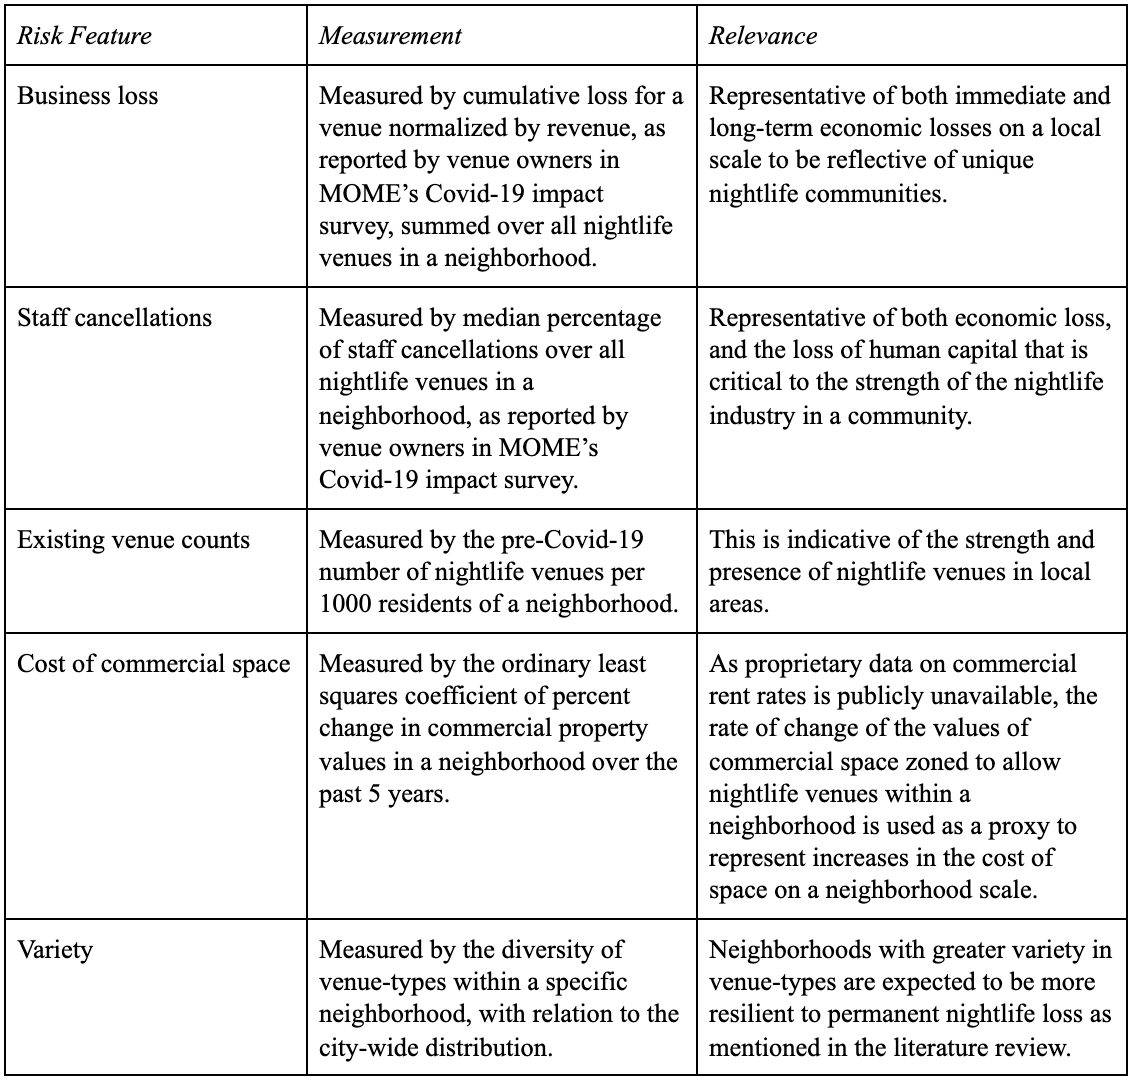 Risk Feature
Measurement
Relevance
Business loss
Measured by cumulative loss for a
venue normalized by revenue, as
reported by venue owners in
MOME’s Covid-19 impact
survey, summed over all nightlife
venues in a neighborhood.
Representative of both immediate and
long-term economic losses on a local
scale to be reflective of unique
nightlife communities.
Staff cancellations
Measured by median percentage
of staff cancellations over all
nightlife venues in a
neighborhood, as reported by
venue owners in MOME’s
Covid-19 impact survey.
Representative of both economic loss,
and the loss of human capital that is
critical to the strength of the nightlife
industry in a community.
Existing venue counts
Measured by the pre-Covid-19
number of nightlife venues per
1000 residents of a neighborhood.
This is indicative of the strength and
presence of nightlife venues in local
areas.
Cost of commercial space
Measured by the ordinary least
squares coefficient of percent
change in commercial property
values in a neighborhood over the
past 5 years.
As proprietary data on commercial
rent rates is publicly unavailable, the
rate of change of the values of
commercial space zoned to allow
nightlife venues within a
neighborhood is used as a proxy to
represent increases in the cost of
space on a neighborhood scale.
Variety
Measured by the diversity of
venue-types within a specific
neighborhood, with relation to the
city-wide distribution.
Neighborhoods with greater variety in
venue-types are expected to be more
resilient to permanent nightlife loss as
mentioned in the literature review.